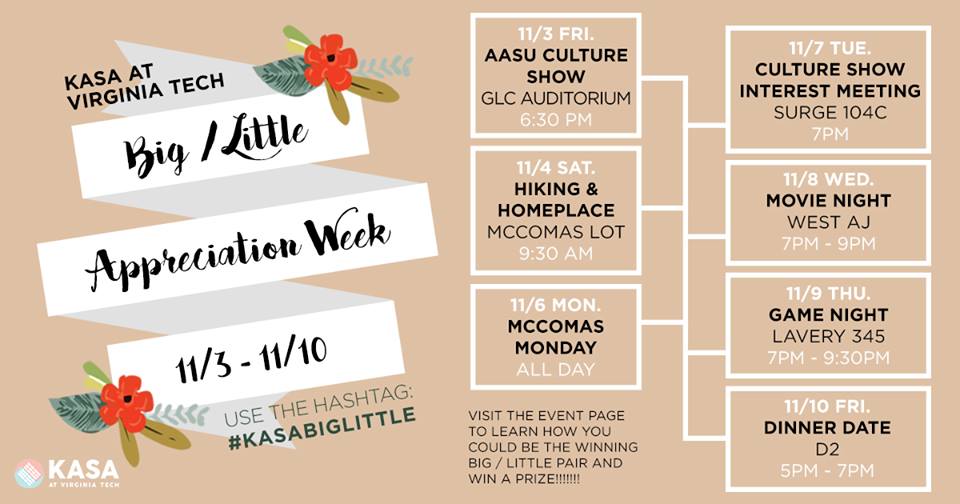 KASA AT
VIRGINIA TECH
Big / Little
Appreciation Week
11/3 - 11/10
USE THE HASHTAG:
#KASABIGLITTLE
KASA
AT VIRGINIA TECH
11/3 FRI.
AASU CULTURE
SHOW
GLC AUDITORIUM
6:30 PM
11/4 SAT.
HIKING &
HOMEPLACE
MCCOMAS LOT
9:30 AM
11/6 MON.
MCCOMAS
MONDAY
ALL DAY
VISIT THE EVENT PAGE
TO LEARN HOW YOU
COULD BE THE WINNING
BIG / LITTLE PAIR AND
WIN A PRIZE!!!!!!!
11/7 TUE.
CULTURE SHOW
INTEREST MEETING
SURGE 104C
7PM
11/8 WED.
MOVIE NIGHT
WEST AJ
7PM - 9PM
11/9 THU.
GAME NIGHT
LAVERY 345
7PM - 9:30PM
11/10 FRI.
DINNER DATE
D2
5PM - 7PM